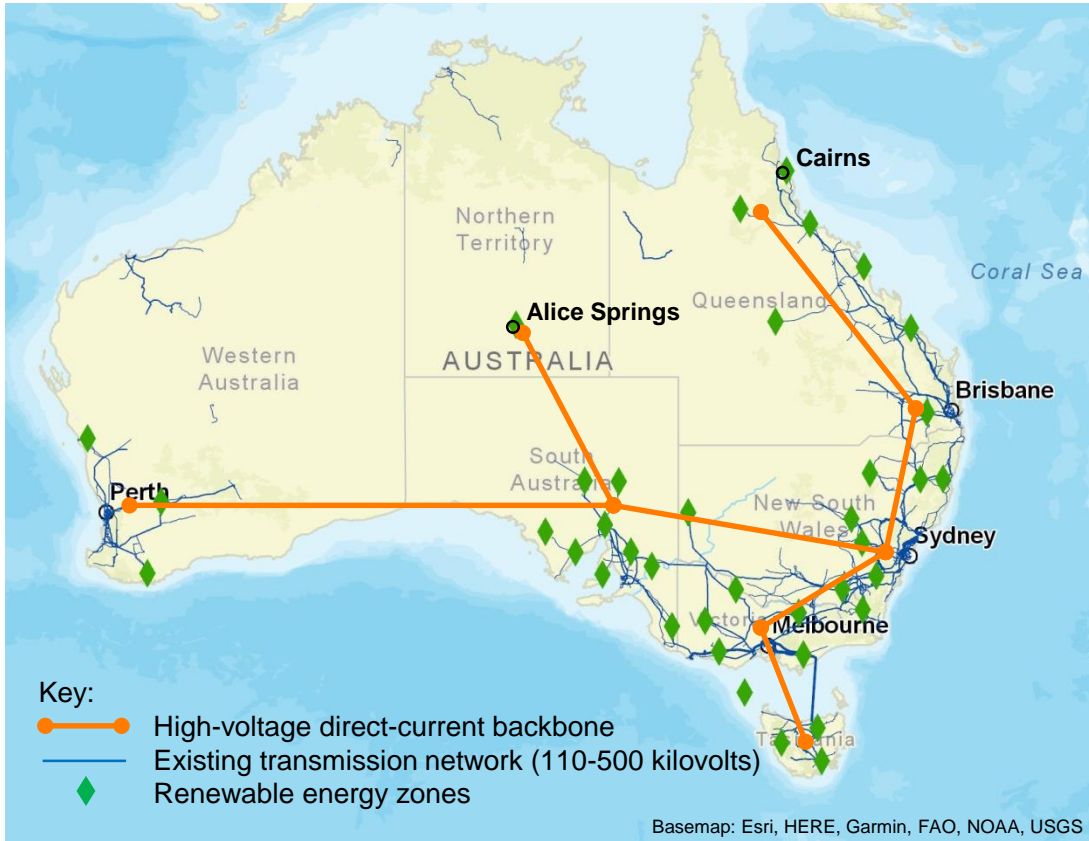 Cairns
Northern
Territory
Coral Sea
Queensland
Alice Springs
Western
Australia
AUSTRALIA
Brisbane
South
Australia
Perth
New South
Wales
Sydney
Victoria
Melbourne
Tasmania
Key:
High-voltage direct-current backbone
Existing transmission network (110-500 kilovolts)
Renewable energy zones
Basemap: Esri, HERE, Garmin, FAO, NOAA, USGS